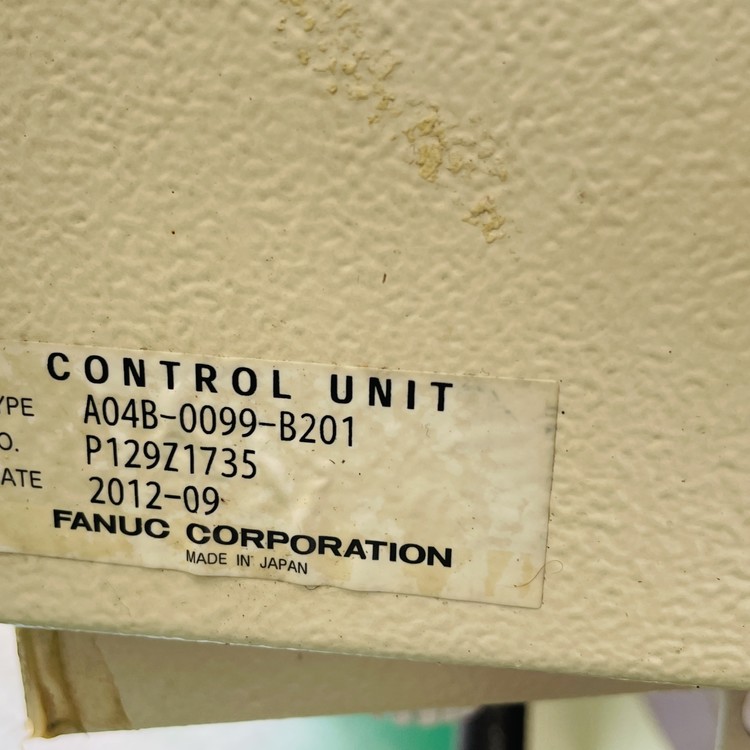 CONTROL UNIT
YPE A04B-0099-B201
O. P129Z1735
ATE 2012-09
FANUC CORPORATION
MADE IN JAPAN